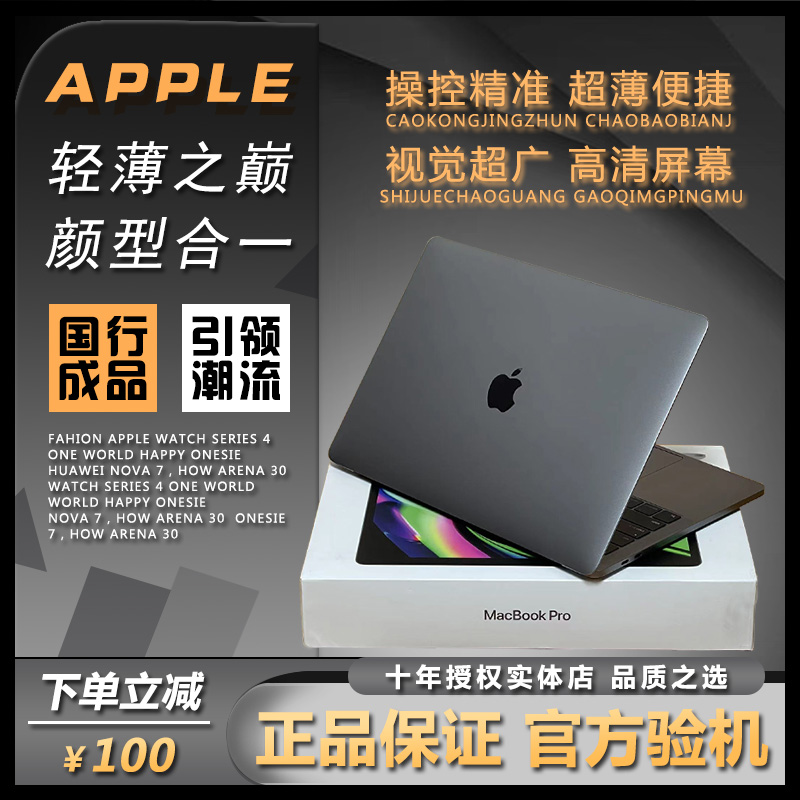 APPLE
轻薄之巅
颜型合一
国行
成品
引领
潮流
FAHION APPLE WATCH SERIES 4
ONE WORLD HAPPY ONESIE
HUAWEI NOVA 7 , HOW ARENA 30
WATCH SERIES 4 ONE WORLD
WORLD HAPPY ONESIE
NOVA 7 , HOW ARENA 30 ONESIE
7 , HOW ARENA 30
操控精准 超薄便捷
CAOKONGJINGZHUN CHAOBAOBIANJ
视觉超广 高清屏幕
SHIJUECHAOGUANG GAOQIMGPINGMU
MacBook Pro
十年授权实体店 品质之选
下单立减
¥100
正品保证 官方验机